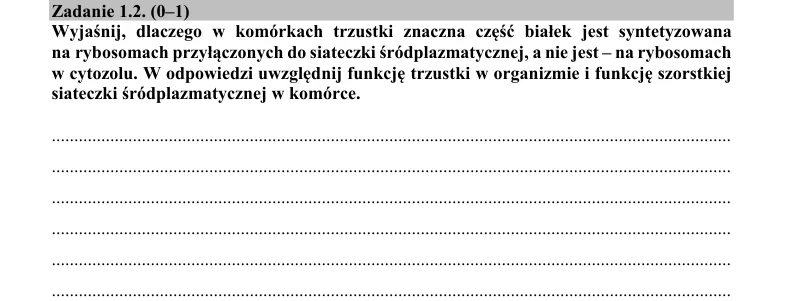 Zadanie 1.2. (0–1)
Wyjaśnij, dlaczego w komórkach trzustki znaczna część białek jest syntetyzowana
na rybosomach przyłączonych do siateczki śródplazmatycznej, a nie jest – na rybosomach
w cytozolu. W odpowiedzi uwzględnij funkcję trzustki w organizmie i funkcję szorstkiej
siateczki śródplazmatycznej w komórce.